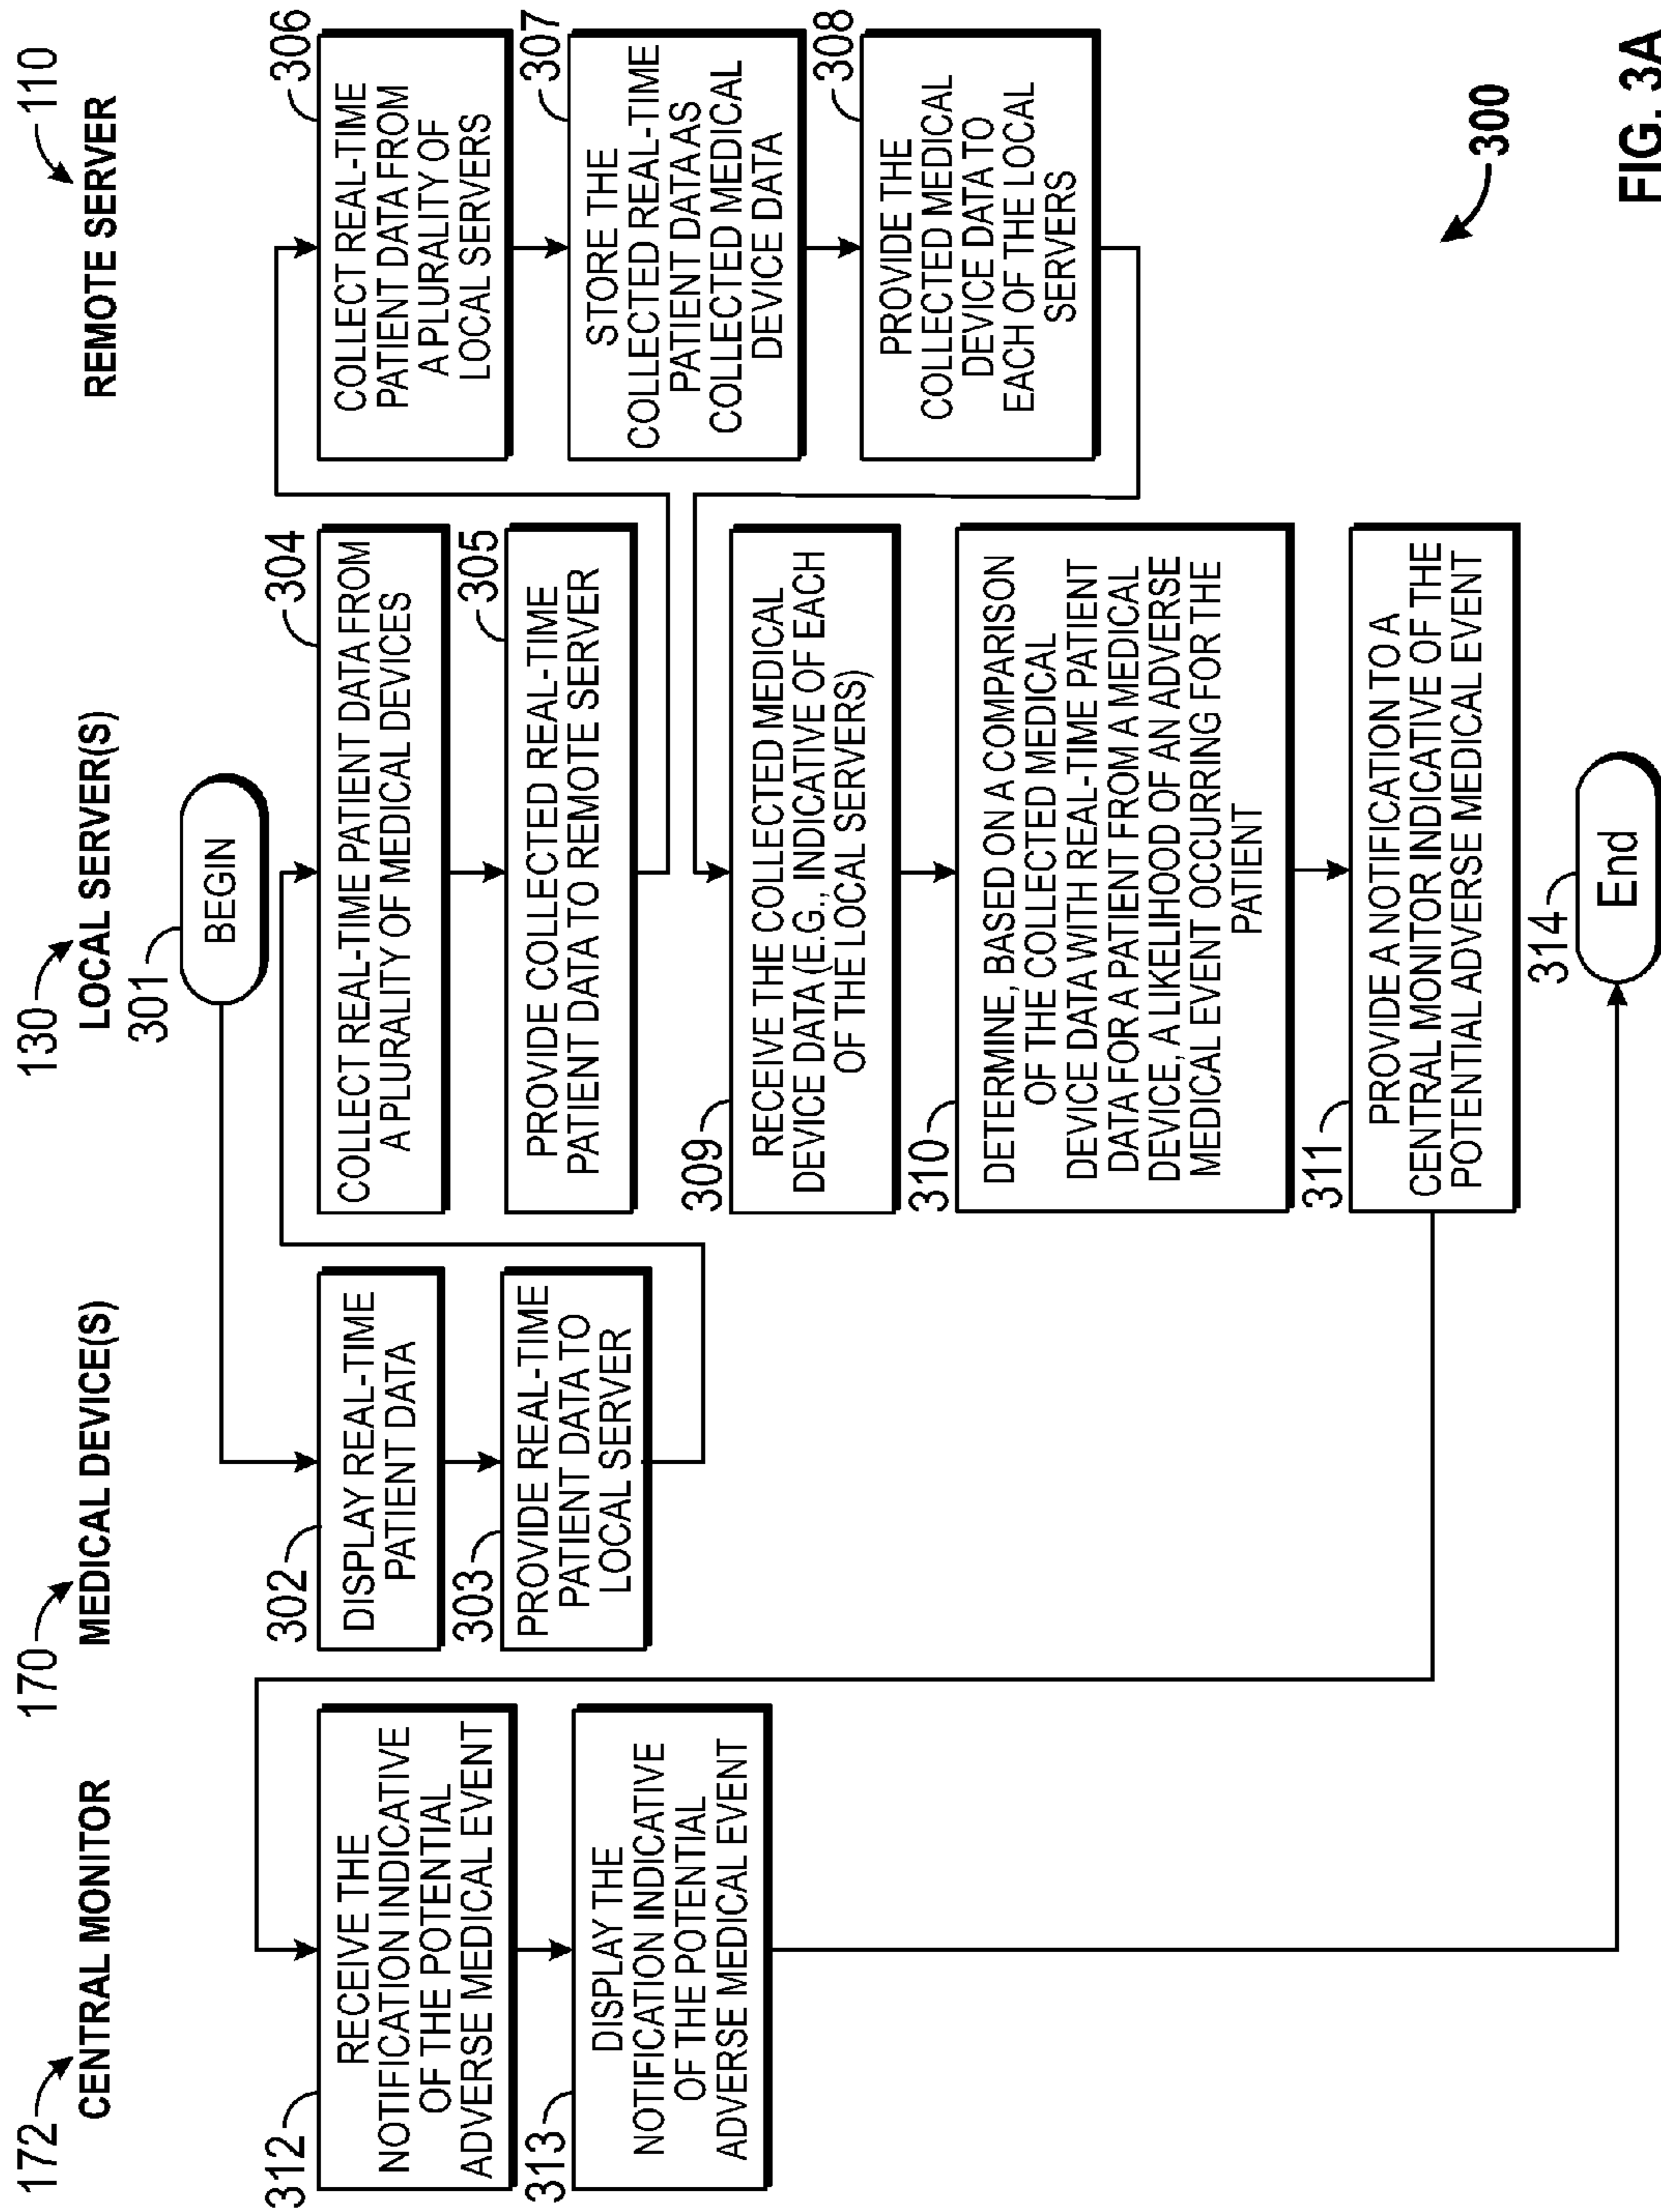 172
CENTRAL MONITOR
170
MEDICAL DEVICE(S)
130
LOCAL SERVER(S)
110
REMOTE SERVER
301
BEGIN
302
DISPLAY REAL-TIME
PATIENT DATA
303
PROVIDE REAL-TIME
PATIENT DATA TO
LOCAL SERVER
304
COLLECT REAL-TIME PATIENT DATA FROM
A PLURALITY OF MEDICAL DEVICES
305
PROVIDE COLLECTED REAL-TIME
PATIENT DATA TO REMOTE SERVER
306
COLLECT REAL-TIME
PATIENT DATA FROM
A PLURALITY OF
LOCAL SERVERS
307
STORE THE
COLLECTED REAL-TIME
PATIENT DATA AS
COLLECTED MEDICAL
DEVICE DATA
308
PROVIDE THE
COLLECTED MEDICAL
DEVICE DATA TO
EACH OF THE LOCAL
SERVERS
309
RECEIVE THE COLLECTED MEDICAL
DEVICE DATA (E.G., INDICATIVE OF EACH
OF THE LOCAL SERVERS)
310
DETERMINE, BASED ON A COMPARISON
OF THE COLLECTED MEDICAL
DEVICE DATA WITH REAL-TIME PATIENT
DATA FOR A PATIENT FROM A MEDICAL
DEVICE, A LIKELIHOOD OF AN ADVERSE
MEDICAL EVENT OCCURRING FOR THE
PATIENT
311
PROVIDE A NOTIFICATION TO A
CENTRAL MONITOR INDICATIVE OF THE
POTENTIAL ADVERSE MEDICAL EVENT
312
RECEIVE THE
NOTIFICATION INDICATIVE
OF THE POTENTIAL
ADVERSE MEDICAL EVENT
313
DISPLAY THE
NOTIFICATION INDICATIVE
OF THE POTENTIAL
ADVERSE MEDICAL EVENT
314
End
300
FIG. 3A